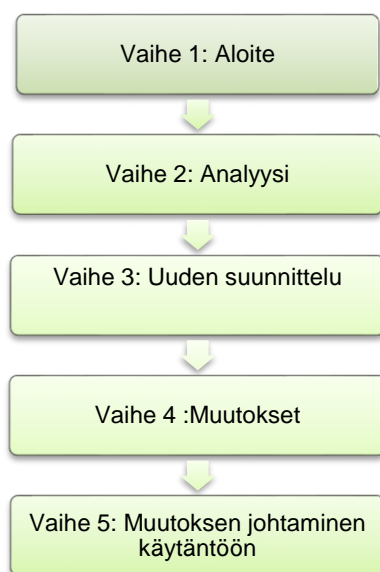 Vaihe 1: Aloite
Vaihe 2: Analyysi
Vaihe 3: Uuden suunnittelu
Vaihe 4 :Muutokset
Vaihe 5: Muutoksen johtaminen
käytäntöön